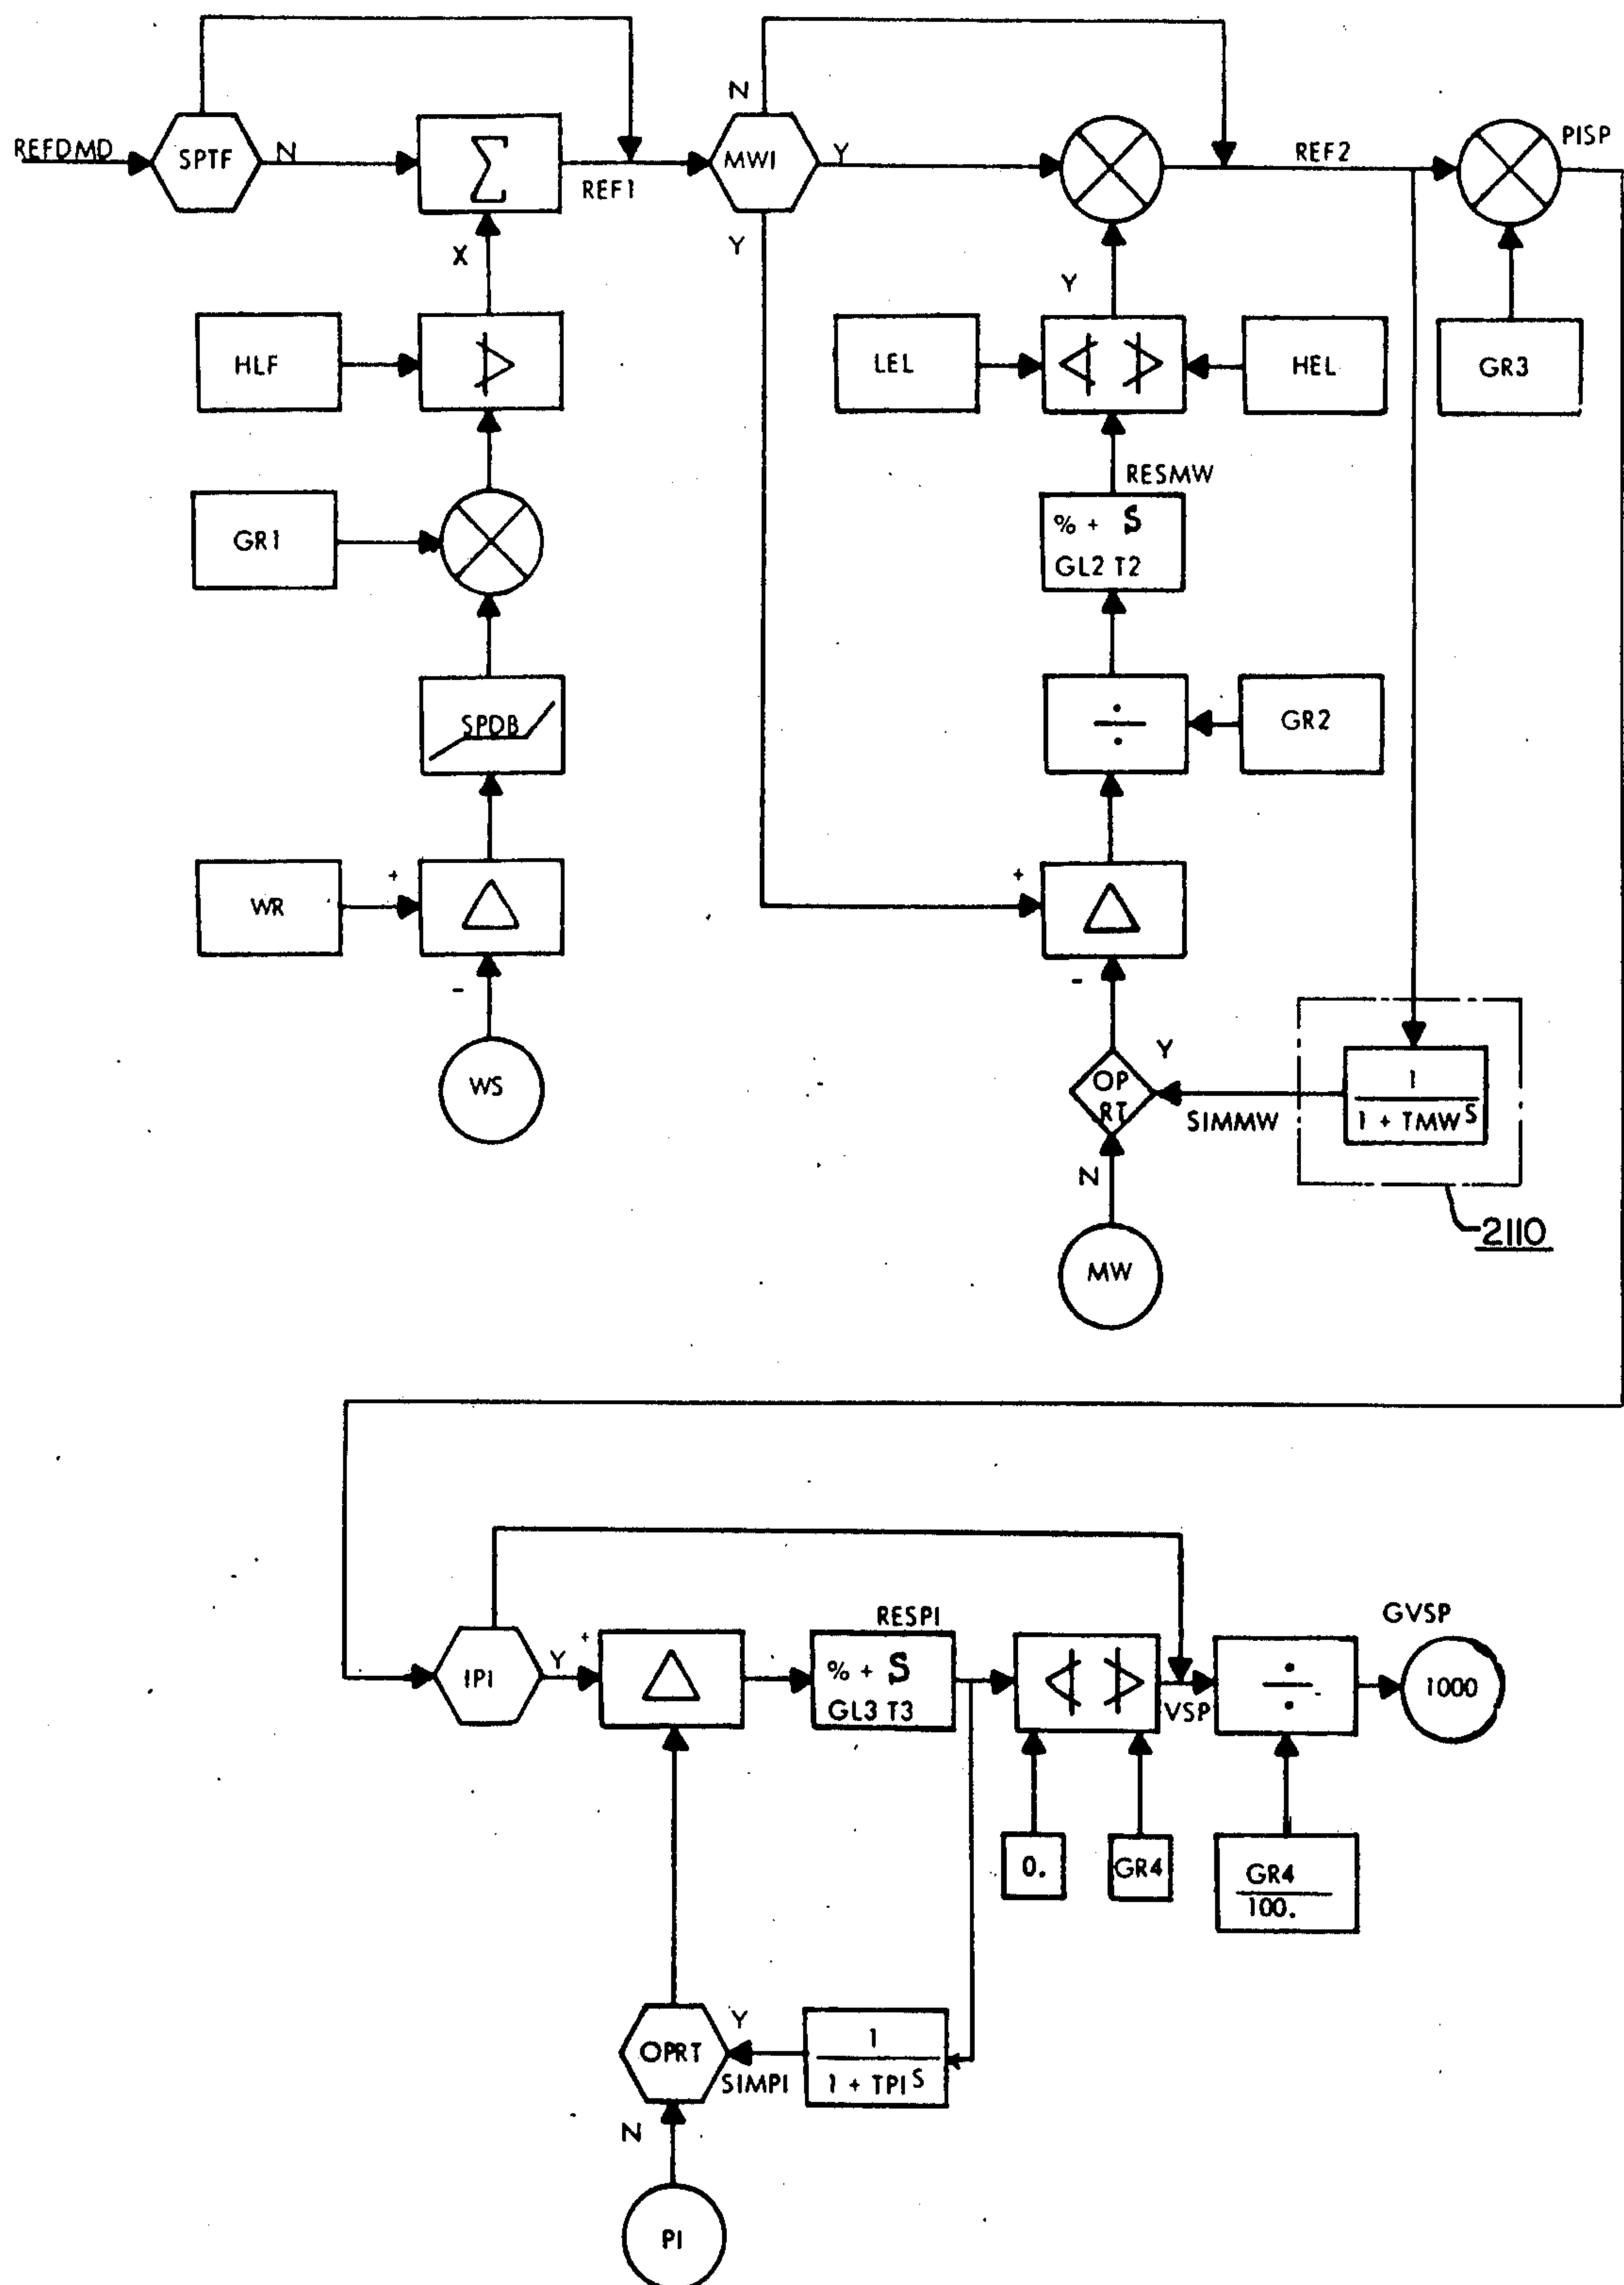 N
REFDMD
SPTF
N
Σ
REF1
MWI
Y
REF2
PISP
X
Y
Y
HLF
LEL
HEL
GR3
RESMW
GR1
% + S
GL2 T2
SPDB
÷
GR2
WR
+
△
+
△
-
-
WS
OP
RT
Y
SIMMW
1
1 + TMW S
N
2110
MW
IPI
Y
+
△
RESPI
% + S
GL3 T3
VSP
÷
GVSP
1000
0.
GR4
GR4
100.
OPRT
Y
SIMPI
1
1 + TPI S
N
PI